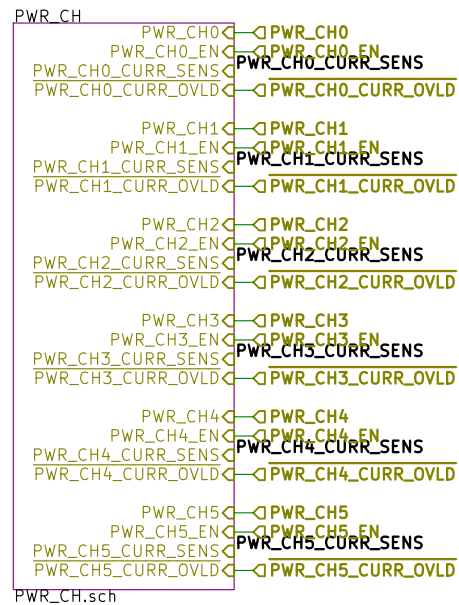 PWR_CH
PWR_CH0 PWR_CH0
PWR_CH0_EN PWR_CH0_EN
PWR_CH0_CURR_SENS PWR_CH0_CURR_SENS
PWR_CH0_CURR_OVLD PWR_CH0_CURR_OVLD
PWR_CH1 PWR_CH1
PWR_CH1_EN PWR_CH1_EN
PWR_CH1_CURR_SENS PWR_CH1_CURR_SENS
PWR_CH1_CURR_OVLD PWR_CH1_CURR_OVLD
PWR_CH2 PWR_CH2
PWR_CH2_EN PWR_CH2_EN
PWR_CH2_CURR_SENS PWR_CH2_CURR_SENS
PWR_CH2_CURR_OVLD PWR_CH2_CURR_OVLD
PWR_CH3 PWR_CH3
PWR_CH3_EN PWR_CH3_EN
PWR_CH3_CURR_SENS PWR_CH3_CURR_SENS
PWR_CH3_CURR_OVLD PWR_CH3_CURR_OVLD
PWR_CH4 PWR_CH4
PWR_CH4_EN PWR_CH4_EN
PWR_CH4_CURR_SENS PWR_CH4_CURR_SENS
PWR_CH4_CURR_OVLD PWR_CH4_CURR_OVLD
PWR_CH5 PWR_CH5
PWR_CH5_EN PWR_CH5_EN
PWR_CH5_CURR_SENS PWR_CH5_CURR_SENS
PWR_CH5_CURR_OVLD PWR_CH5_CURR_OVLD
PWR_CH.sch